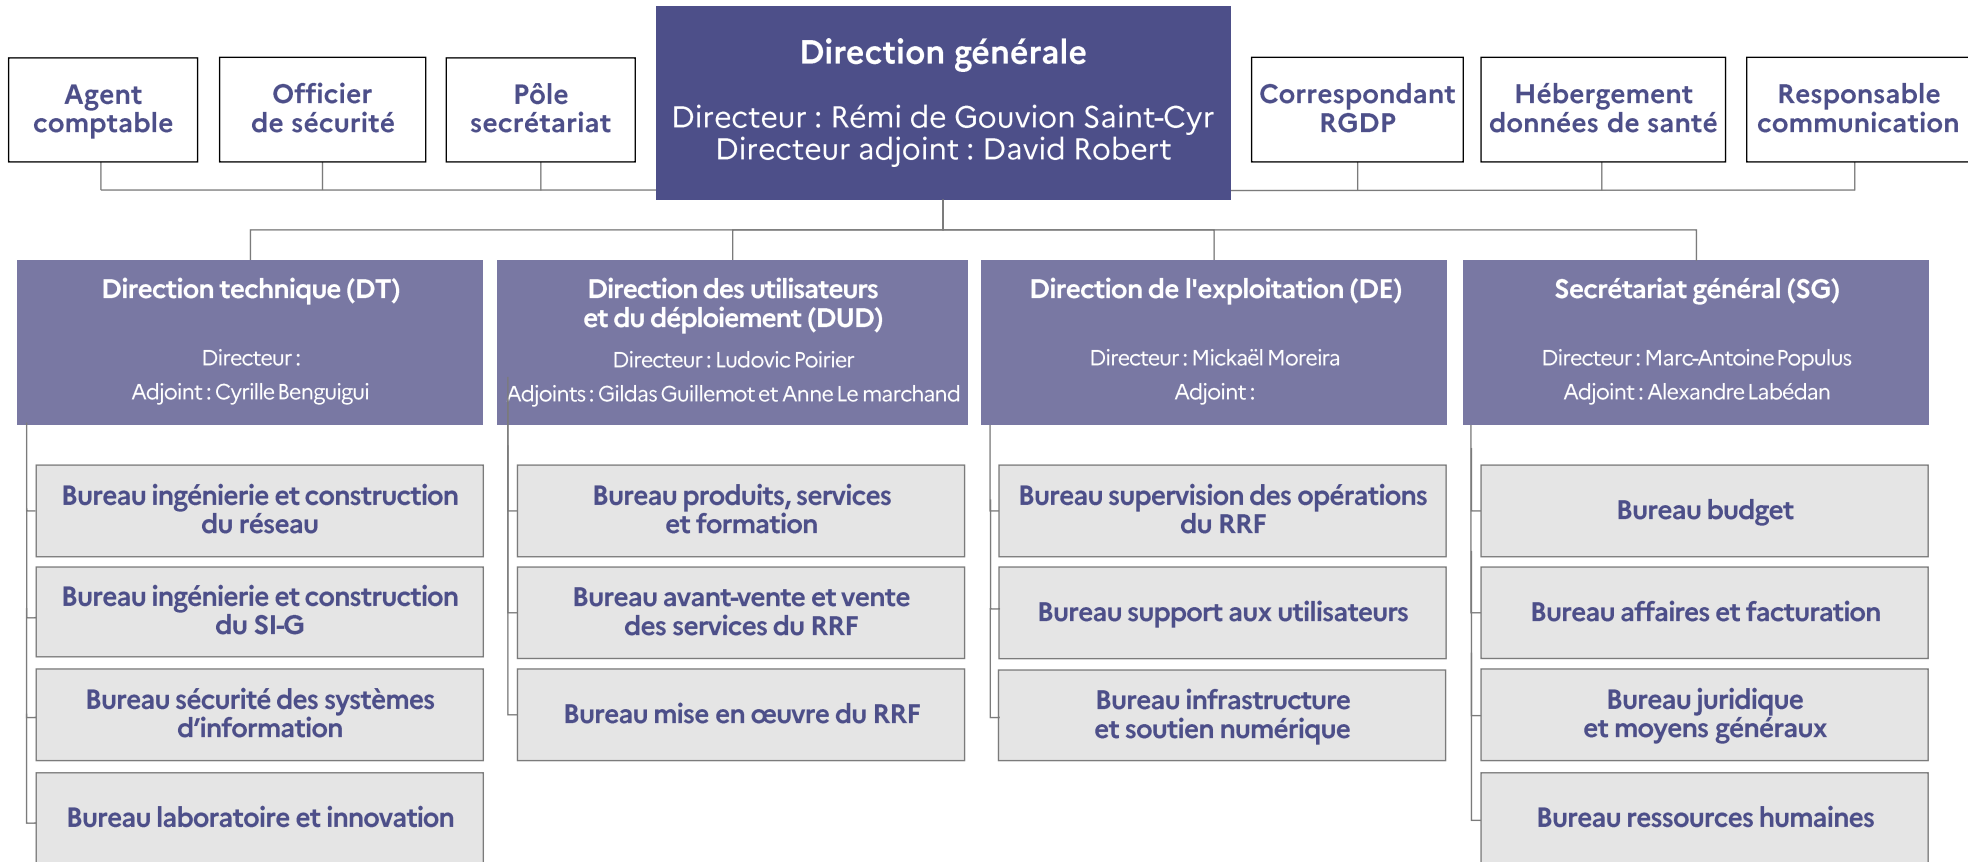 Direction générale
Directeur : Rémi de Gouvion Saint-Cyr
Directeur adjoint : David Robert
Agent
comptable
Officier
de sécurité
Pôle
secrétariat
Correspondant
RGDP
Hébergement
données de santé
Responsable
communication
Direction technique (DT)
Directeur :
Adjoint : Cyrille Benguigui
Bureau ingénierie et construction
du réseau
Bureau ingénierie et construction
du SI-G
Bureau sécurité des systèmes
d’information
Bureau laboratoire et innovation
Direction des utilisateurs
et du déploiement (DUD)
Directeur : Ludovic Poirier
Adjoints : Gildas Guillemot et Anne Le marchand
Bureau produits, services
et formation
Bureau avant-vente et vente
des services du RRF
Bureau mise en œuvre du RRF
Direction de l'exploitation (DE)
Directeur : Mickaël Moreira
Adjoint :
Bureau supervision des opérations
du RRF
Bureau support aux utilisateurs
Bureau infrastructure
et soutien numérique
Secrétariat général (SG)
Directeur : Marc-Antoine Populus
Adjoint : Alexandre Labédan
Bureau budget
Bureau affaires et facturation
Bureau juridique
et moyens généraux
Bureau ressources humaines